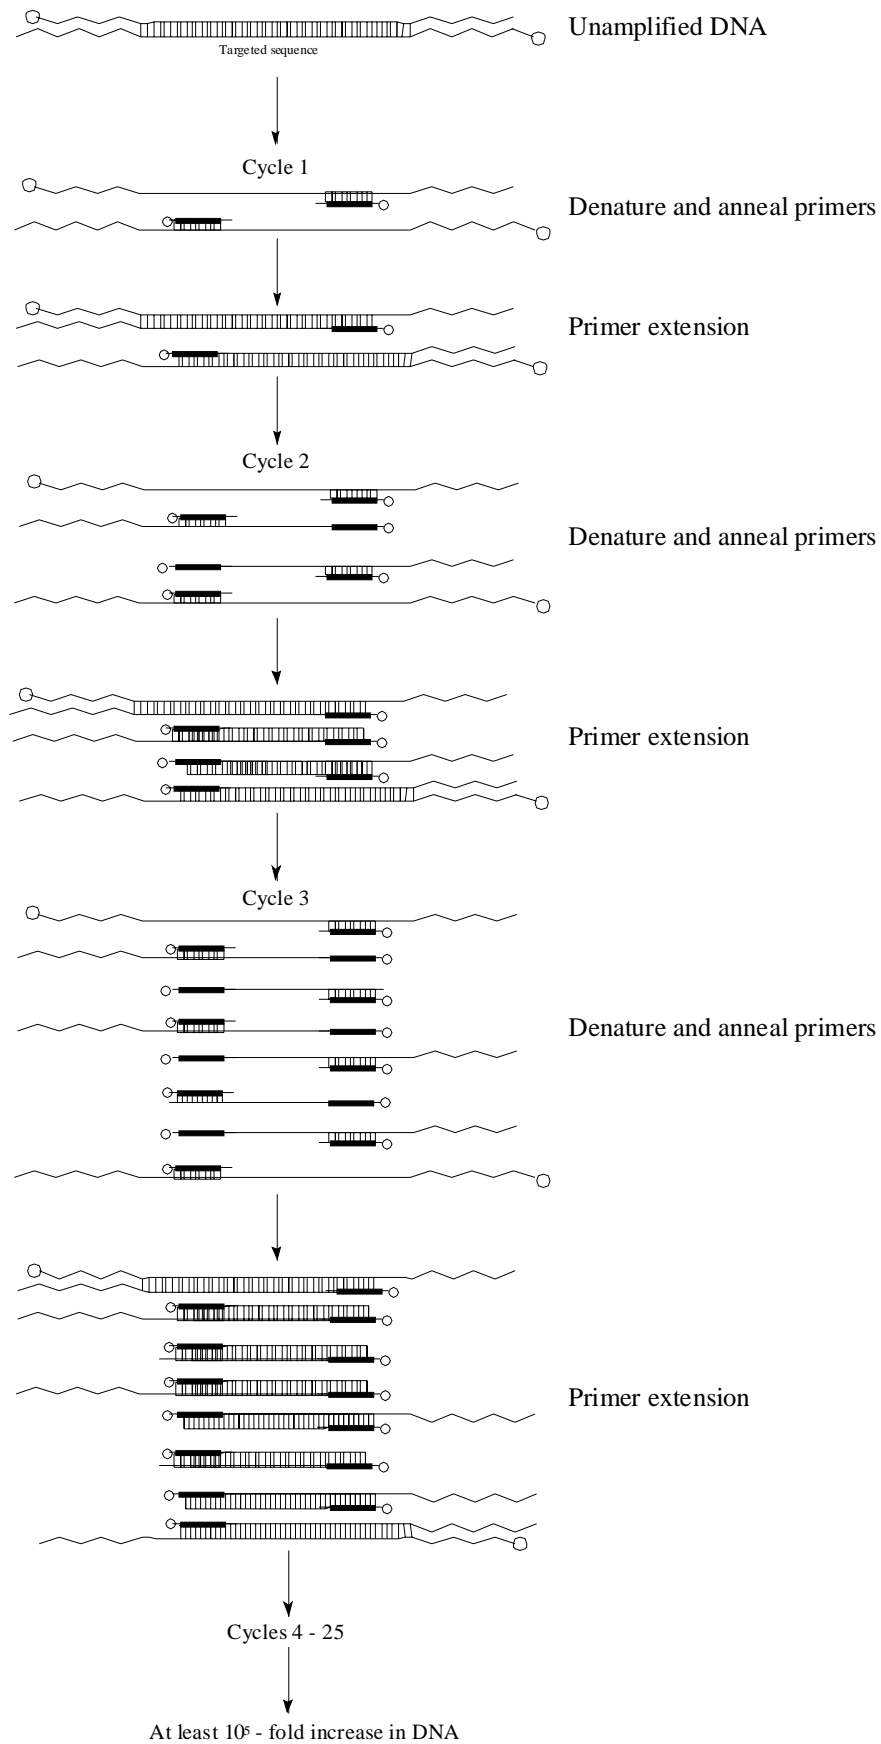 Unamplified DNA
Targeted sequence
Cycle 1
Denature and anneal primers
Primer extension
Cycle 2
Denature and anneal primers
Primer extension
Cycle 3
Denature and anneal primers
Primer extension
Cycles 4 - 25
At least 10⁵ - fold increase in DNA